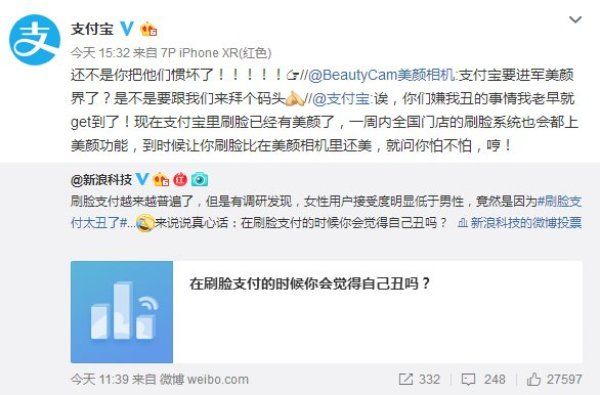 支
支付宝
今天 15:32 来自 7P iPhone XR(红色)
还不是你把他们惯坏了！！！！！//@BeautyCam美颜相机:支付宝要进军美颜
界了？是不是要跟我们来拜个码头//@支付宝:诶，你们嫌我丑的事情我老早就
get到了！现在支付宝里刷脸已经有美颜了，一周内全国门店的刷脸系统也会都上
美颜功能，到时候让你刷脸比在美颜相机里还美，就问你怕不怕，哼！
@新浪科技
刷脸支付越来越普遍了，但是有调研发现，女性用户接受度明显低于男性，竟然是因为#刷脸支
付太丑了#...来说说真心话：在刷脸支付的时候你会觉得自己丑吗？ 新浪科技的微博投票
在刷脸支付的时候你会觉得自己丑吗？
今天 11:39 来自 微博 weibo.com 332 248 27597